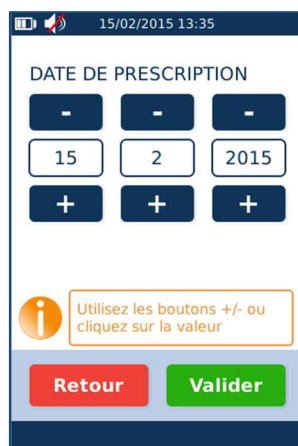 15/02/2015 13:35
DATE DE PRESCRIPTION
- - -
15 2 2015
+ + +
i
Utilisez les boutons +/- ou
cliquez sur la valeur
Retour Valider